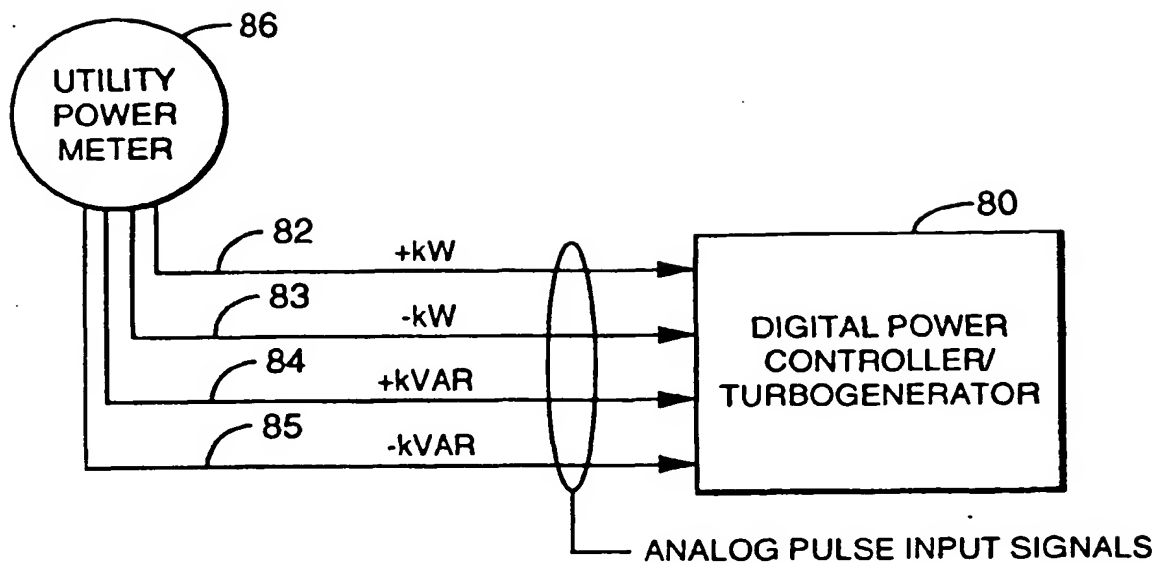 86
UTILITY
POWER
METER
82
+kW
80
83
-kW
DIGITAL POWER
CONTROLLER/
TURBOGENERATOR
84
+kVAR
85
-kVAR
ANALOG PULSE INPUT SIGNALS